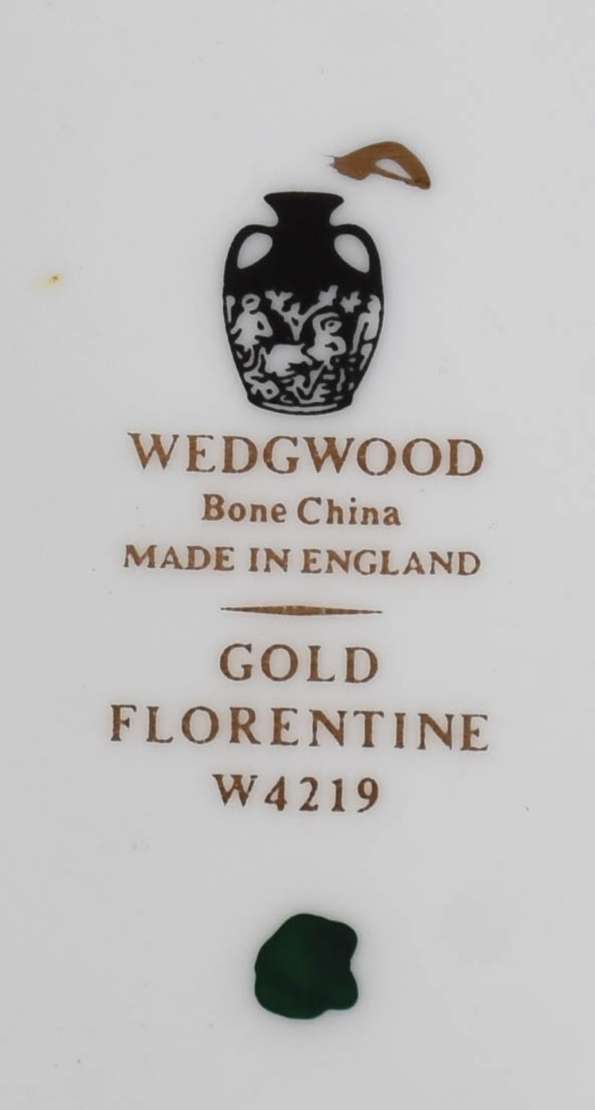 WEDGWOOD
Bone China
MADE IN ENGLAND
GOLD
FLORENTINE
W4219